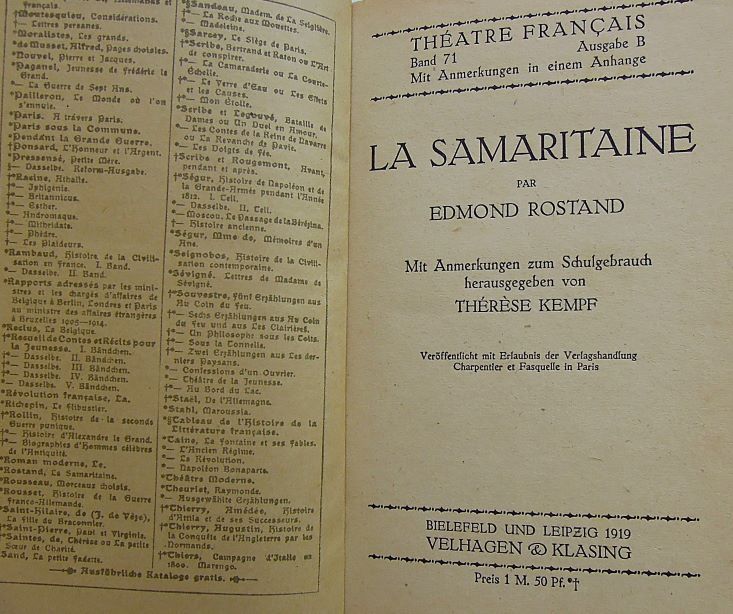 français.
*Montesquieu, Considérations.
†— Lettres persanes.
*Moralistes, Les grands.
*de Musset, Alfred, Pages choisies.
*Nouvel, Pierre et Jacques.
*Paganel, Jeunesse de Frédéric le
Grand.
*— La Guerre de Sept Ans.
*Pailleron, Le Monde où l'on
s'ennuie.
*Paris. A travers Paris.
*Paris sous la Commune.
*Pendant la Grande Guerre.
†Ponsard, L'Honneur et l'Argent.
*Pressensé, Petite Mère.
†— Dasselbe. Reform-Ausgabe.
†Racine, Athalie.
*— Iphigénie.
†— Britannicus.
†— Esther.
*— Andromaque.
†— Mithridate.
†— Phèdre.
†— Les Plaideurs.
*Rambaud, Histoire de la Civili-
sation en France. I. Band.
*— Dasselbe. II. Band.
*Rapports adressés par les mini-
stres et les chargés d'affaires de
Belgique à Berlin, Londres et Paris
au ministre des affaires étrangères
à Bruxelles 1905—1914.
*Reclus, La Belgique.
†*Recueil de Contes et Récits pour
la Jeunesse. I. Bändchen.
†— Dasselbe. II. Bändchen.
†— Dasselbe. III. Bändchen.
*— Dasselbe. IV. Bändchen.
*— Dasselbe. V. Bändchen.
*Révolution française, La.
*Richepin, Le Flibustier.
†*Rollin, Histoire de la seconde
Guerre punique.
†*— Histoire d'Alexandre le Grand.
†*— Biographies d'Hommes célèbres
de l'Antiquité.
*Roman moderne, Le.
*Rostand, La Samaritaine.
*Rousseau, Morceaux choisis.
*Rousset, Histoire de la Guerre
franco-Allemande.
*Saint-Hilaire, de (J. de Vèze),
La fille du Braconnier.
†*Saint-Pierre, Paul et Virginie.
†*Saintes, de, Thérèse ou La petite
Sœur de Charité.
Sand, La petite Fadette.
*§Sandeau, Madem. de La Seiglière.
*†— La Roche aux Mouettes.
*— Madeleine.
*§Sarcey, Le Siège de Paris.
*†Scribe, Bertrand et Raton ou L'Art
de conspirer.
†*— La Camaraderie ou La Courte-
Échelle.
†*— Le Verre d'Eau ou Les Effets
et les Causes.
†*— Mon Étoile.
*Scribe et Legouvé, Bataille de
Dames ou Un Duel en Amour.
*— Les Contes de la Reine de Navarre
ou La Revanche de Pavie.
*— Les Doigts de Fée.
†Scribe et Rougemont, Avant,
pendant et après.
†*Ségur, Histoire de Napoléon et de
la Grande-Armée pendant l'Année
1812. I. Teil.
*— Dasselbe. II. Teil.
*— Moscou. Le Passage de la Bérésina.
†— Histoire ancienne.
*Ségur, Mme de, Mémoires d'un
Ane.
*Seignobos, Histoire de la Civili-
sation contemporaine.
*Sévigné, Lettres de Madame de
Sévigné.
†*Souvestre, Fünf Erzählungen aus
Au Coin du Feu.
†*— Sechs Erzählungen aus Au Coin
du Feu und aus Les Clairières.
†*— Un Philosophe sous les Toits.
†*— Sous la Tonnelle.
†*— Zwei Erzählungen aus Les der-
niers Paysans.
*— Confessions d'un Ouvrier.
*— Théâtre de la Jeunesse.
†*— Au Bord du Lac.
†*Staël, De l'Allemagne.
*Stahl, Maroussia.
*§Tableau de l'Histoire de la
Littérature française.
*Taine, La Fontaine et ses Fables.
*— L'Ancien Régime.
*— La Révolution.
*— Napoléon Bonaparte.
*Théâtre Moderne.
*Theuriet, Raymonde.
*— Ausgewählte Erzählungen.
†*Thierry, Amédée, Histoire
d'Attila et de ses Successeurs.
†*Thierry, Augustin, Histoire de
la Conquête de l'Angleterre par les
Normands.
†*Thiers, Campagne d'Italie en
1800. Marengo.
Ausführliche Kataloge gratis.
THÉATRE FRANÇAIS
Band 71 Ausgabe B
Mit Anmerkungen in einem Anhange
LA SAMARITAINE
PAR
EDMOND ROSTAND
Mit Anmerkungen zum Schulgebrauch
herausgegeben von
THÉRÈSE KEMPF
Veröffentlicht mit Erlaubnis der Verlagshandlung
Charpentier et Fasquelle in Paris
BIELEFELD UND LEIPZIG 1919
VELHAGEN & KLASING
Preis 1 M. 50 Pf.*†